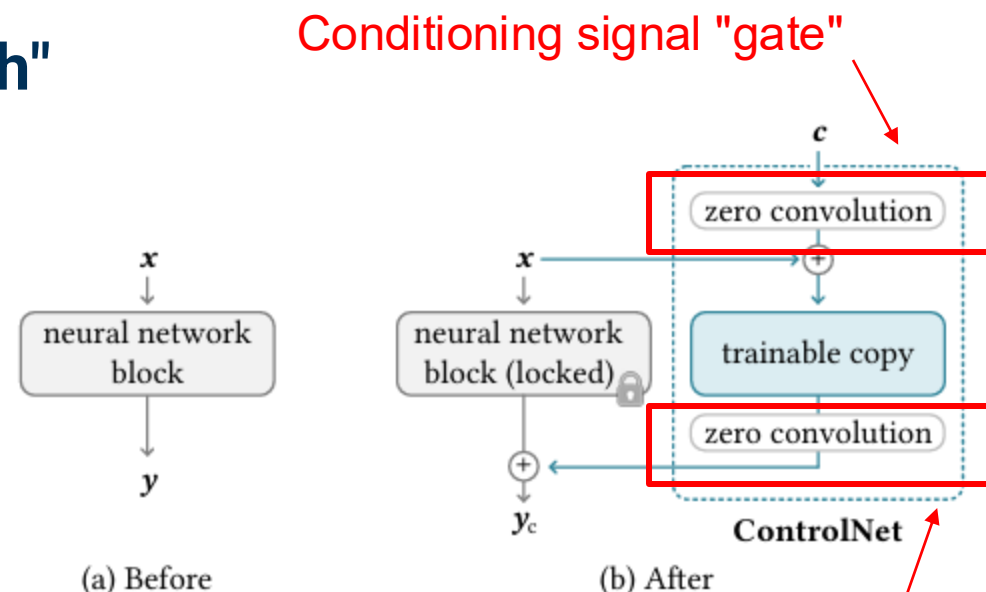 Conditioning signal "gate"
h"
c
zero convolution
x
x
+
neural network
block
neural network
block (locked)
trainable copy
zero convolution
+
y
yc
ControlNet
(a) Before
(b) After